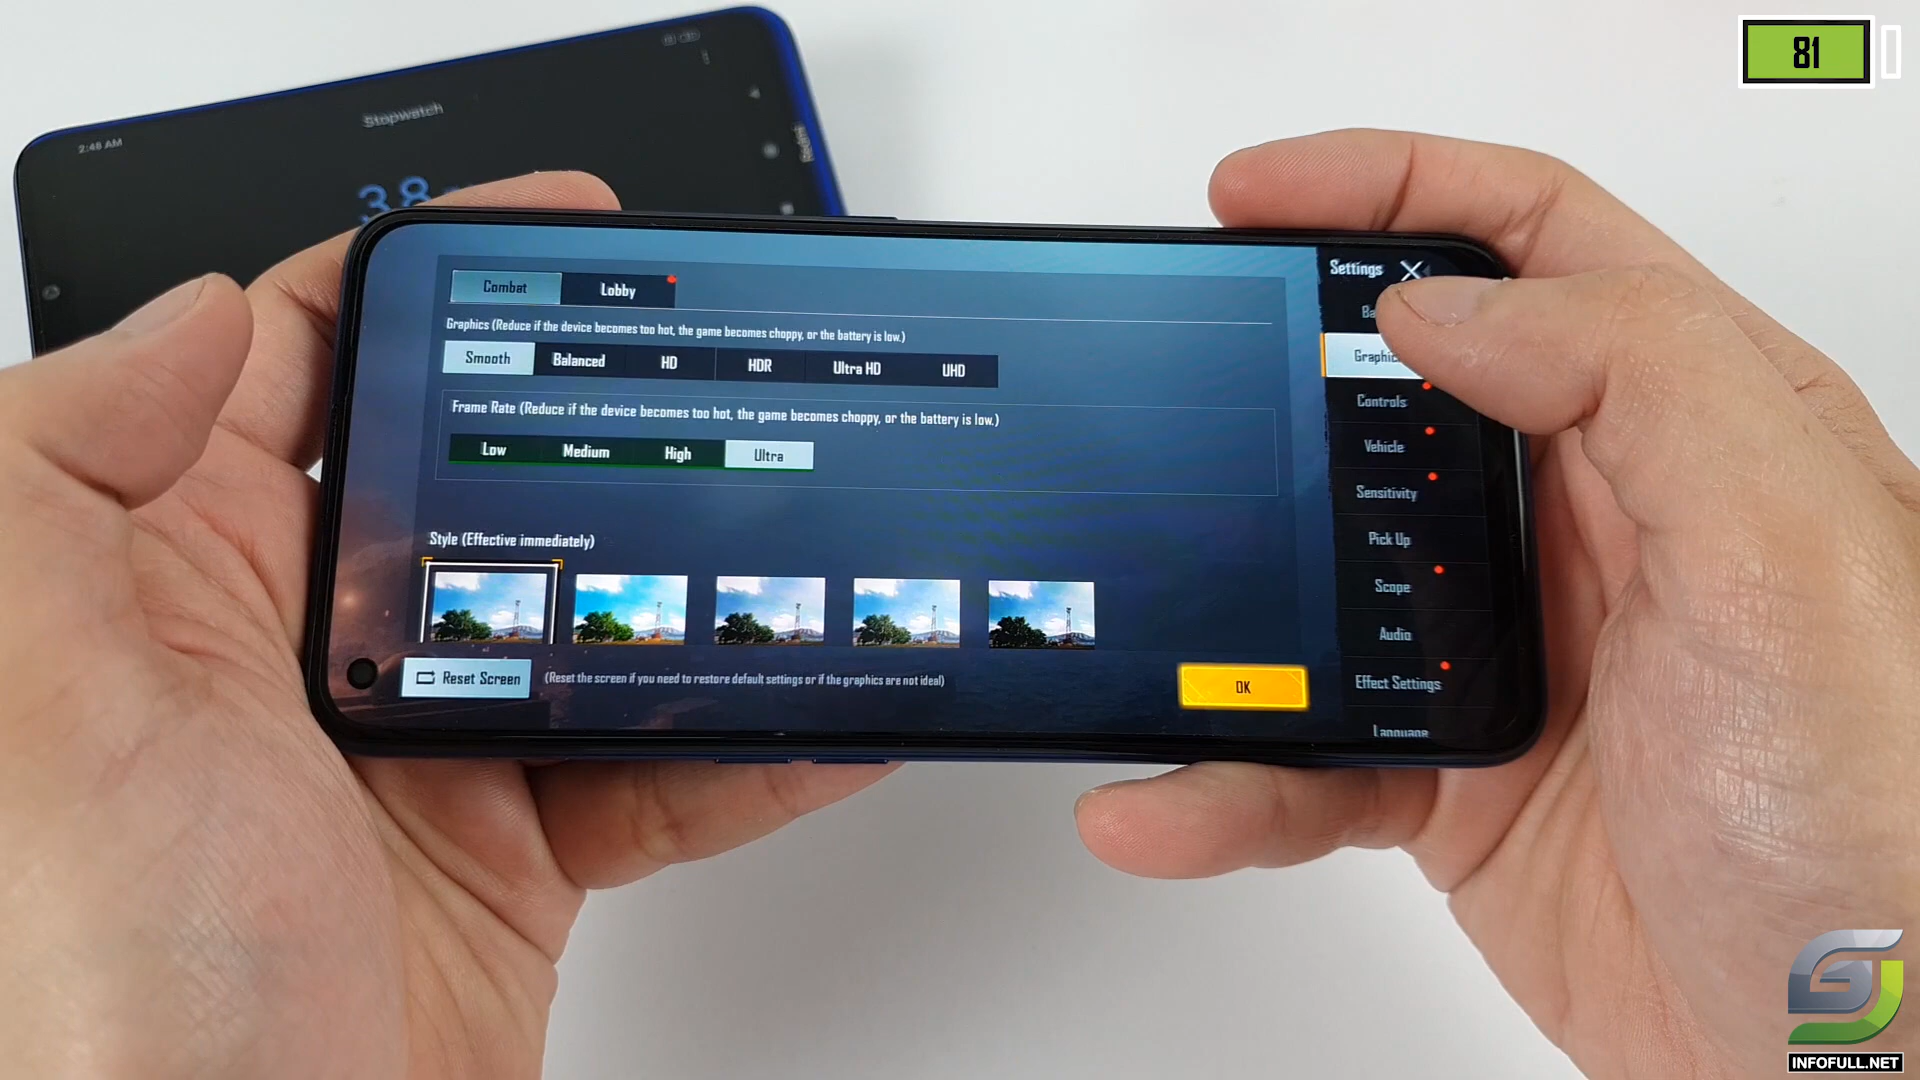 81
Stopwatch
2:48 AM
38
Redmi
Settings
Combat
Lobby
Graphics (Reduce if the device becomes too hot, the game becomes choppy, or the battery is low.)
Smooth
Balanced
HD
HDR
Ultra HD
UHD
Frame Rate (Reduce if the device becomes too hot, the game becomes choppy, or the battery is low.)
Low
Medium
High
Ultra
Style (Effective immediately)
Reset Screen
(Reset the screen if you need to restore default settings or if the graphics are not ideal)
OK
Graphics
Controls
Vehicle
Sensitivity
Pick Up
Scope
Audio
Effect Settings
Language
INFOFULL.NET